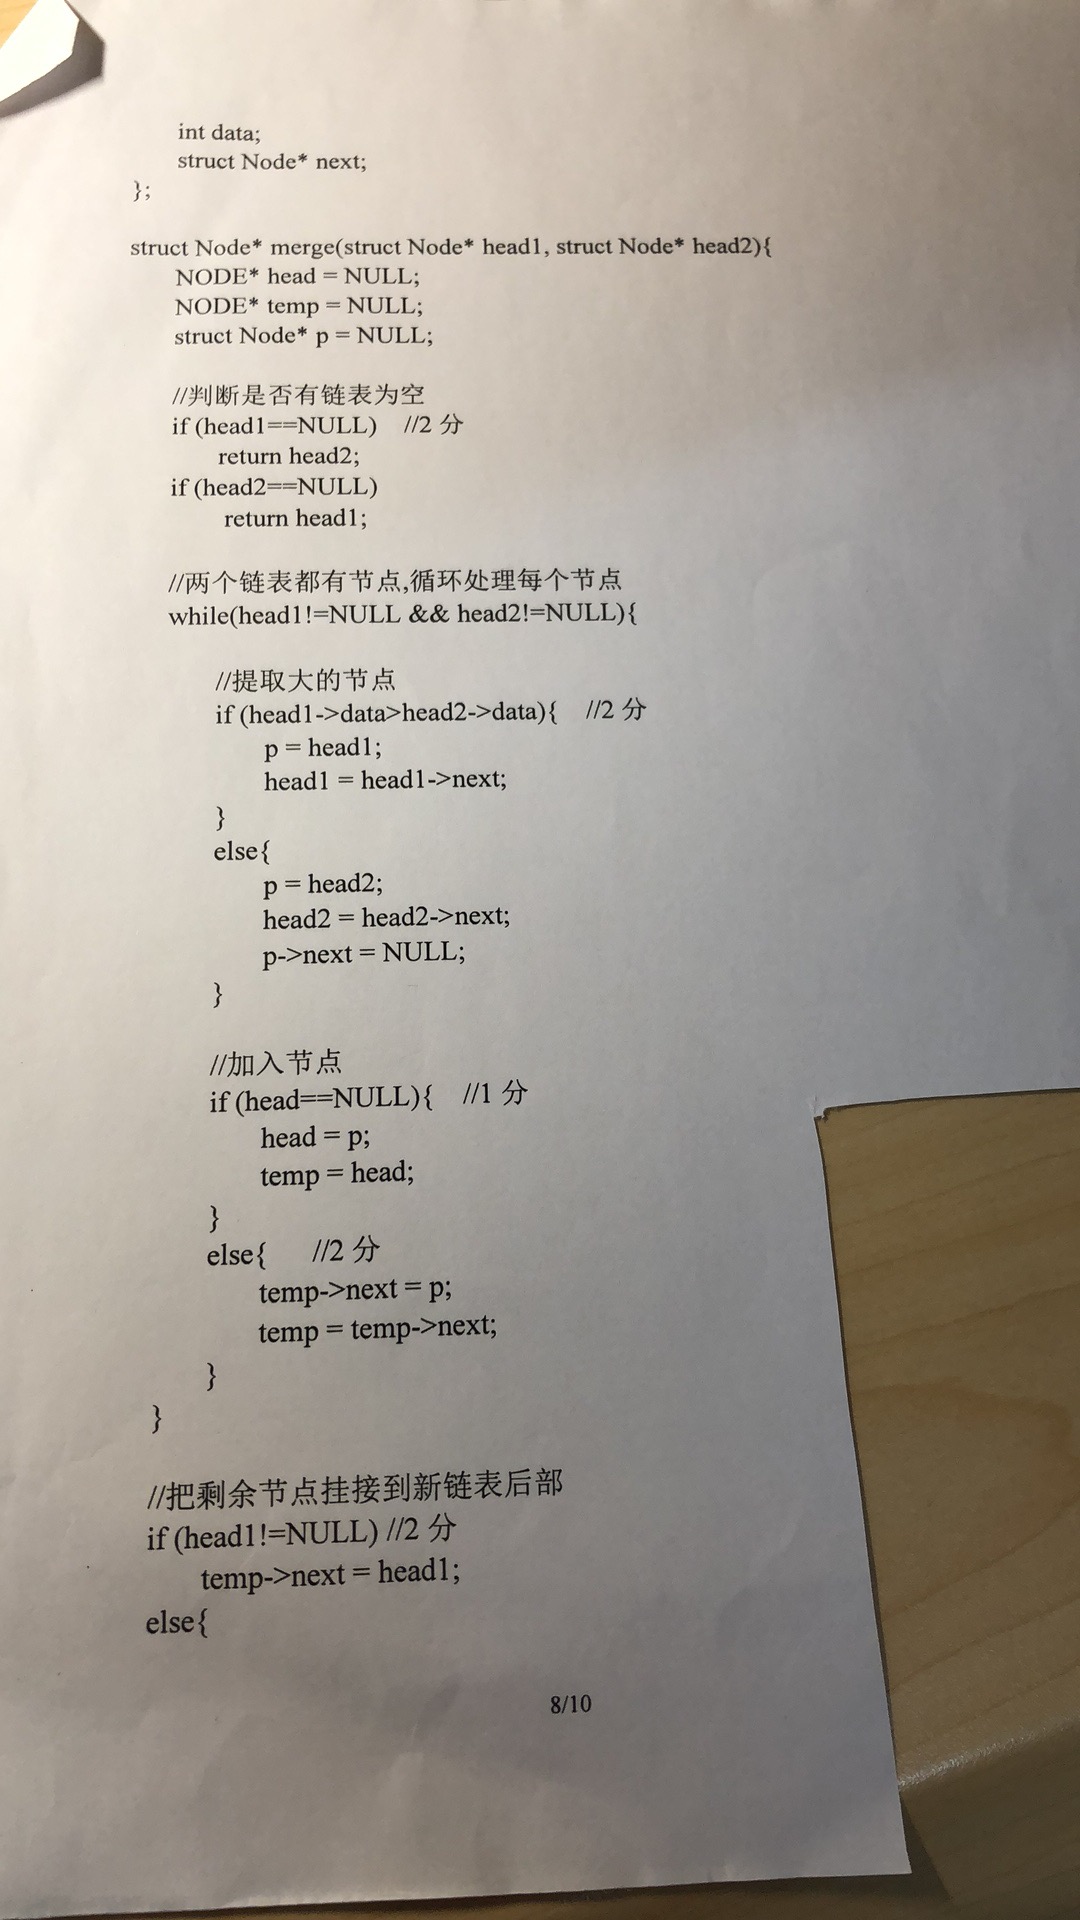 int data;
struct Node* next;
};
struct Node* merge(struct Node* head1, struct Node* head2){
NODE* head = NULL;
NODE* temp = NULL;
struct Node* p = NULL;
//判断是否有链表为空
if (head1==NULL) //2 分
return head2;
if (head2==NULL)
return head1;
//两个链表都有节点,循环处理每个节点
while(head1!=NULL && head2!=NULL){
//提取大的节点
if (head1->data>head2->data){ //2 分
p = head1;
head1 = head1->next;
}
else{
p = head2;
head2 = head2->next;
p->next = NULL;
}
//加入节点
if (head==NULL){ //1 分
head = p;
temp = head;
}
else{ //2 分
temp->next = p;
temp = temp->next;
}
}
//把剩余节点挂接到新链表后部
if (head1!=NULL) //2 分
temp->next = head1;
else{
8/10